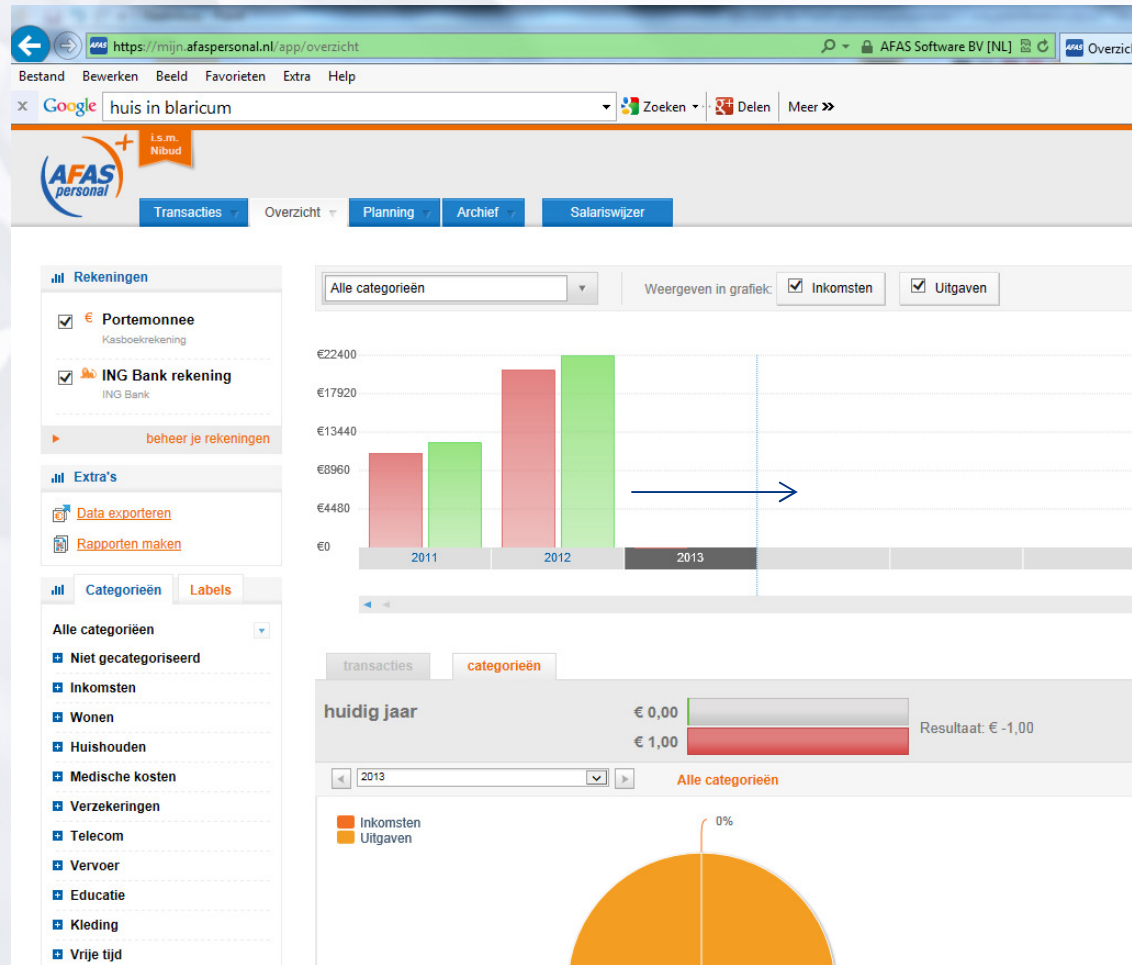 https://mijn.afaspersonal.nl/app/overzicht
AFAS Software BV [NL]
AFAS Overzich
Bestand Bewerken Beeld Favorieten Extra Help
x Google huis in blaricum Zoeken Delen Meer »
AFAS personal
i.s.m. Nibud
Transacties Overzicht Planning Archief Salariswijzer
Rekeningen
€ Portemonnee
Kasboekrekening
ING Bank rekening
ING Bank
beheer je rekeningen
Extra's
Data exporteren
Rapporten maken
Categorieën Labels
Alle categoriëen
Niet gecategoriseerd
Inkomsten
Wonen
Huishouden
Medische kosten
Verzekeringen
Telecom
Vervoer
Educatie
Kleding
Vrije tijd
Alle categorieën Weergeven in grafiek: Inkomsten Uitgaven
€22400
€17920
€13440
€8960
€4480
€0
2011 2012 2013
transacties categorieën
huidig jaar
€ 0,00
€ 1,00
Resultaat: € -1,00
2013 Alle categorieën
Inkomsten
Uitgaven
0%